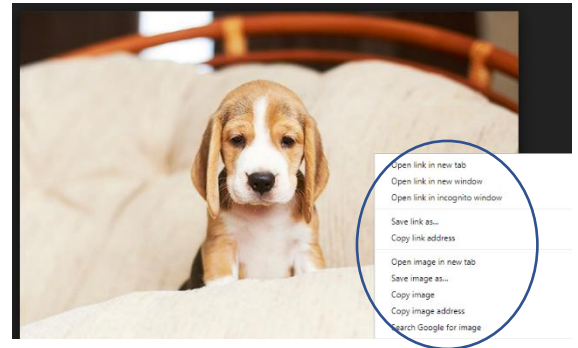 Open link in new tab
Open link in new window
Open link in incognito window
Save link as...
Copy link address
Open image in new tab
Save image as...
Copy image
Copy image address
Search Google for image